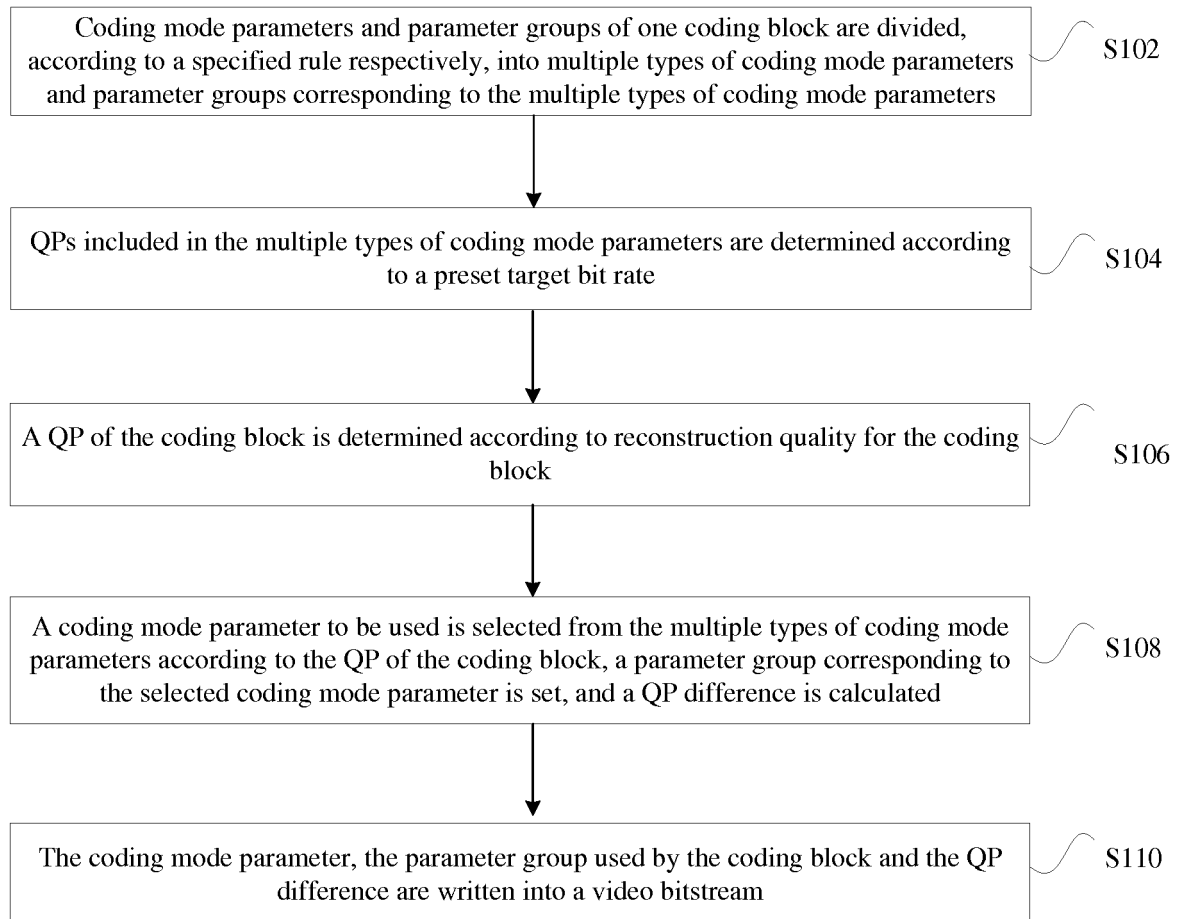 Coding mode parameters and parameter groups of one coding block are divided,
according to a specified rule respectively, into multiple types of coding mode parameters
and parameter groups corresponding to the multiple types of coding mode parameters
S102
QPs included in the multiple types of coding mode parameters are determined according
to a preset target bit rate
S104
A QP of the coding block is determined according to reconstruction quality for the coding
block
S106
A coding mode parameter to be used is selected from the multiple types of coding mode
parameters according to the QP of the coding block, a parameter group corresponding to
the selected coding mode parameter is set, and a QP difference is calculated
S108
The coding mode parameter, the parameter group used by the coding block and the QP
difference are written into a video bitstream
S110